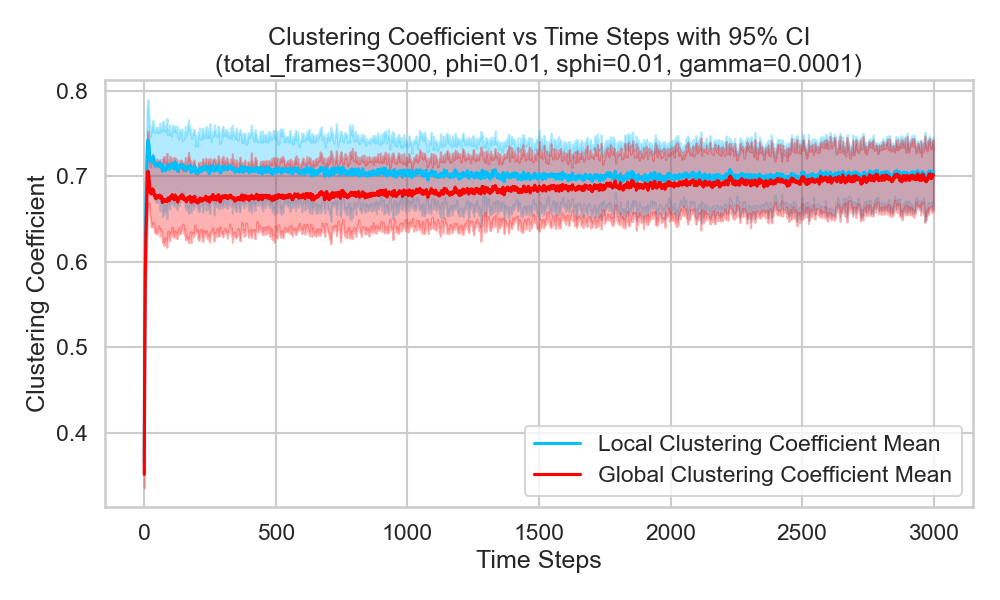 Clustering Coefficient vs Time Steps with 95% CI
(total_frames=3000, phi=0.01, sphi=0.01, gamma=0.0001)
Clustering Coefficient
0.8
0.7
0.6
0.5
0.4
Local Clustering Coefficient Mean
Global Clustering Coefficient Mean
0 500 1000 1500 2000 2500 3000
Time Steps